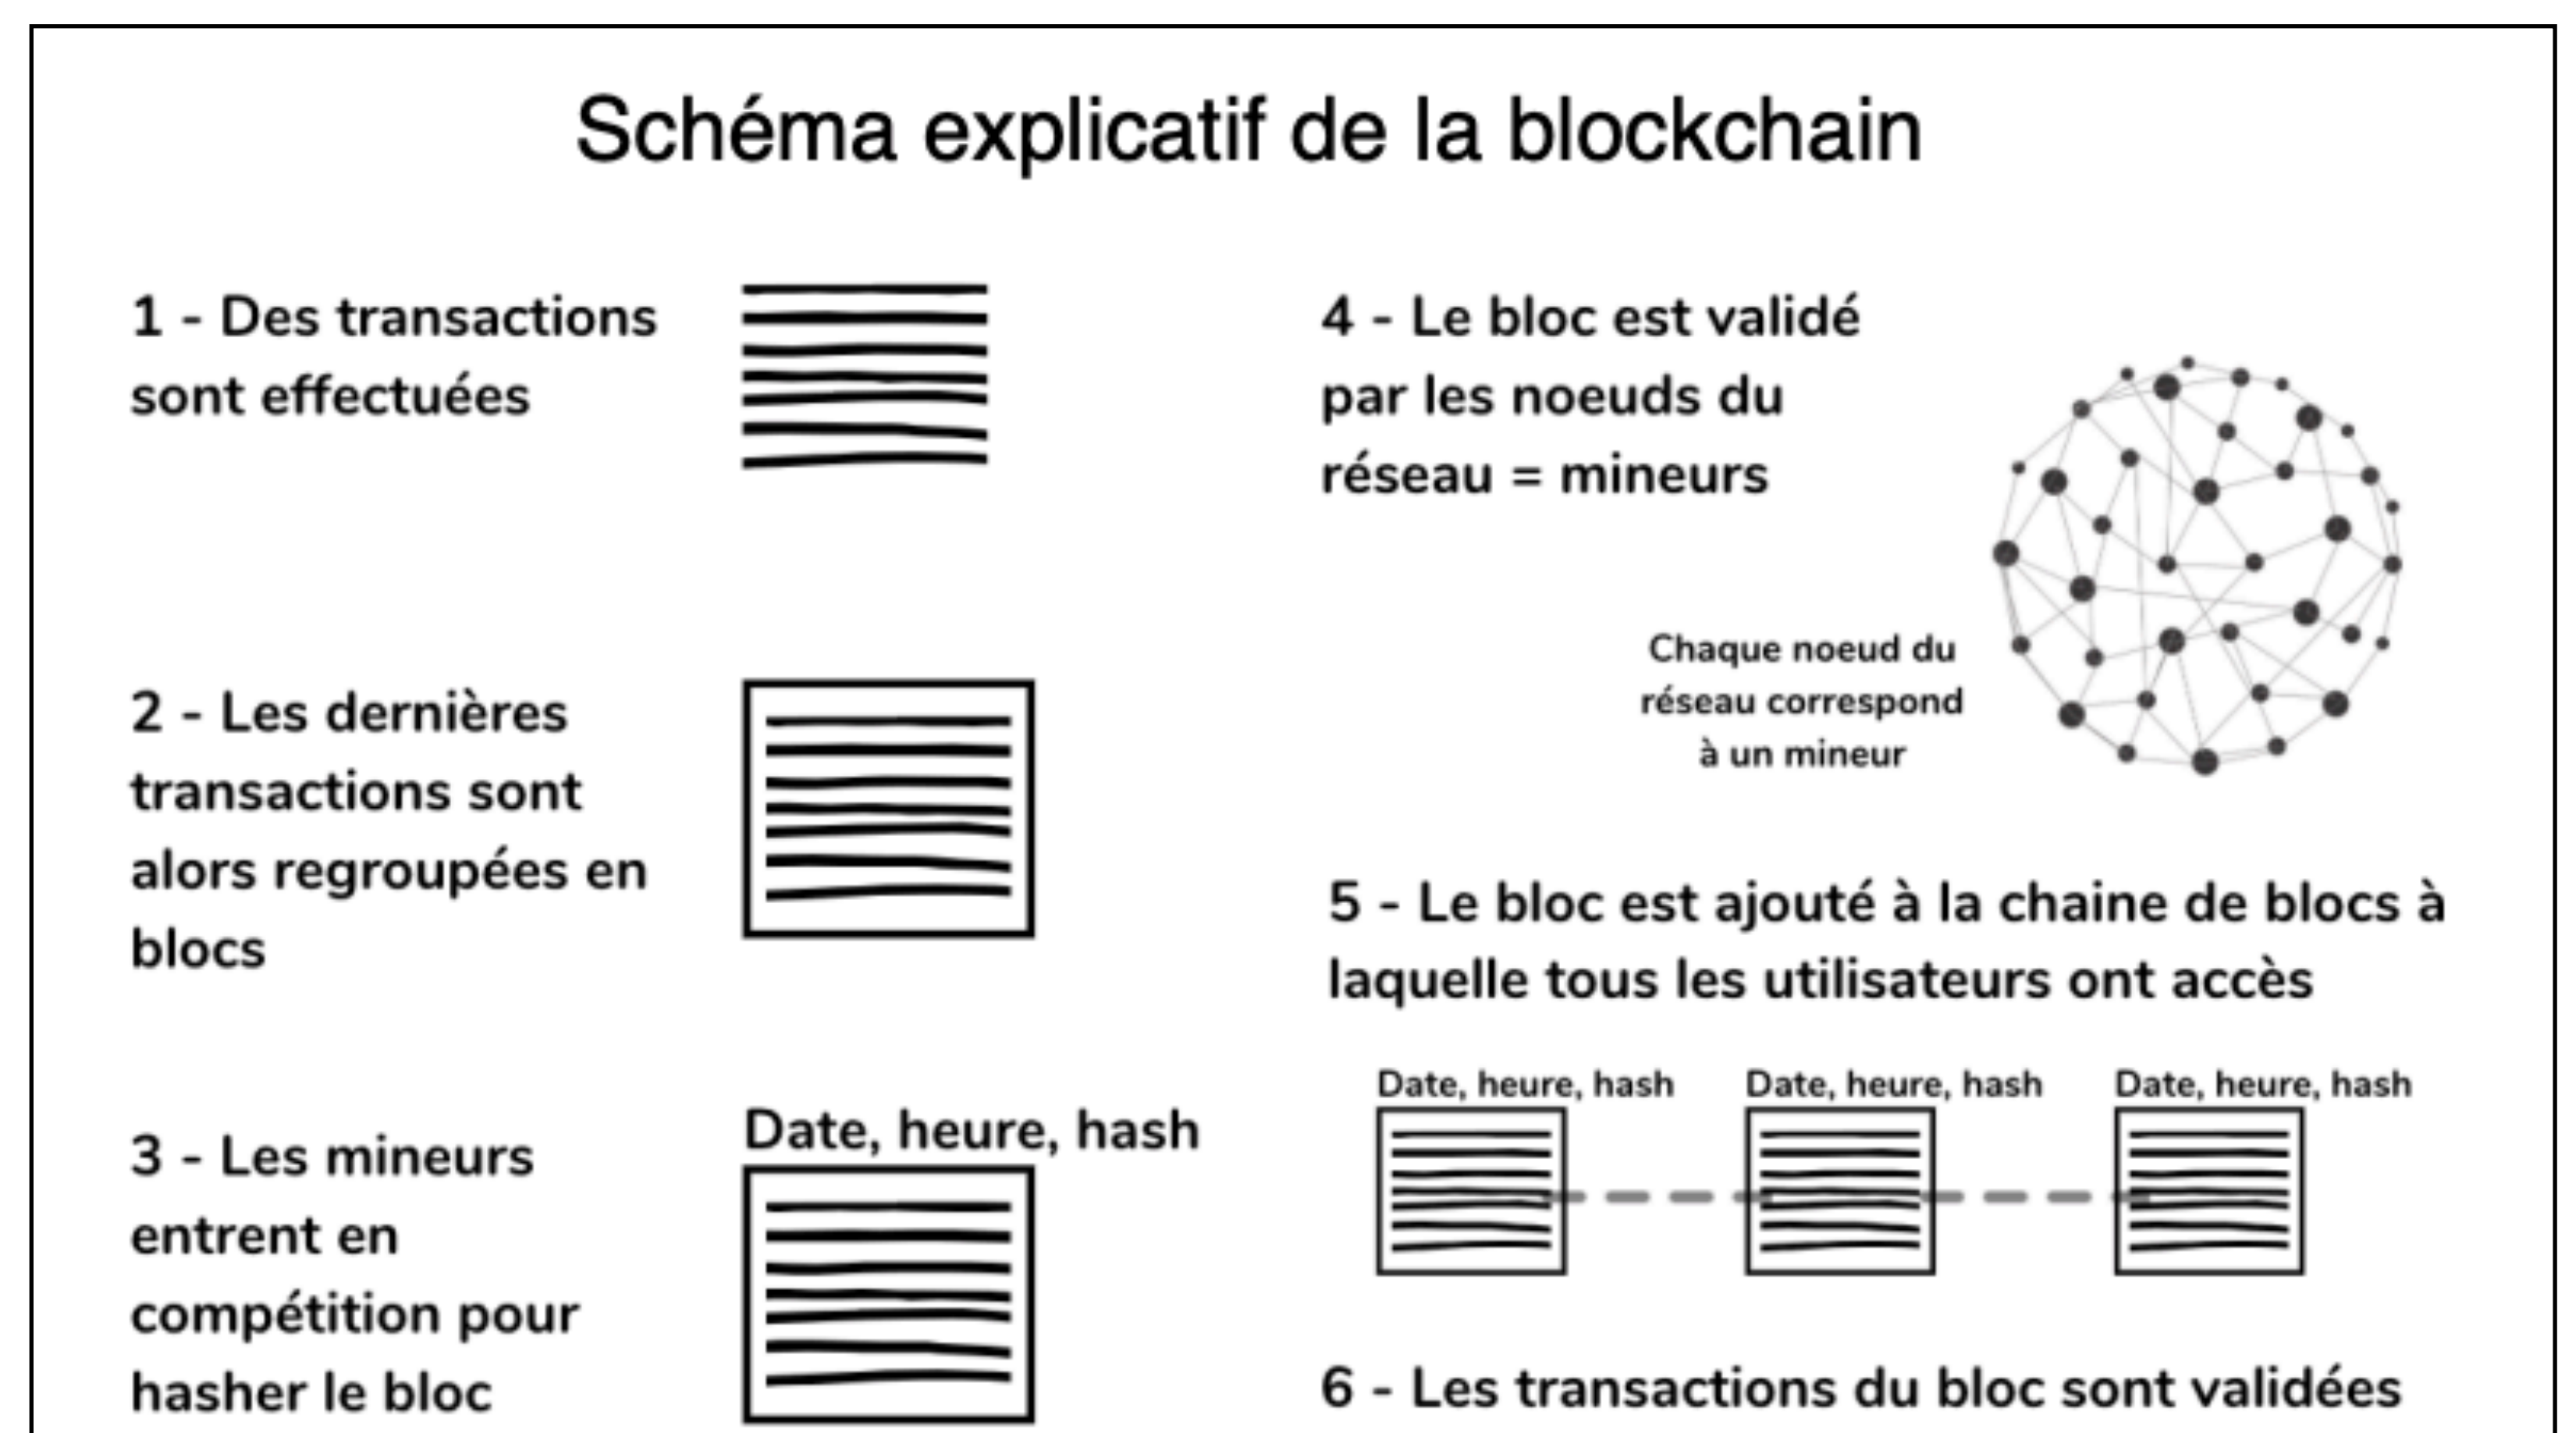 Schéma explicatif de la blockchain
1 - Des transactions
sont effectuées
2 - Les dernières
transactions sont
alors regroupées en
blocs
3 - Les mineurs
entrent en
compétition pour
hasher le bloc
Date, heure, hash
4 - Le bloc est validé
par les noeuds du
réseau = mineurs
Chaque noeud du
réseau correspond
à un mineur
5 - Le bloc est ajouté à la chaine de blocs à
laquelle tous les utilisateurs ont accès
Date, heure, hash
Date, heure, hash
Date, heure, hash
6 - Les transactions du bloc sont validées